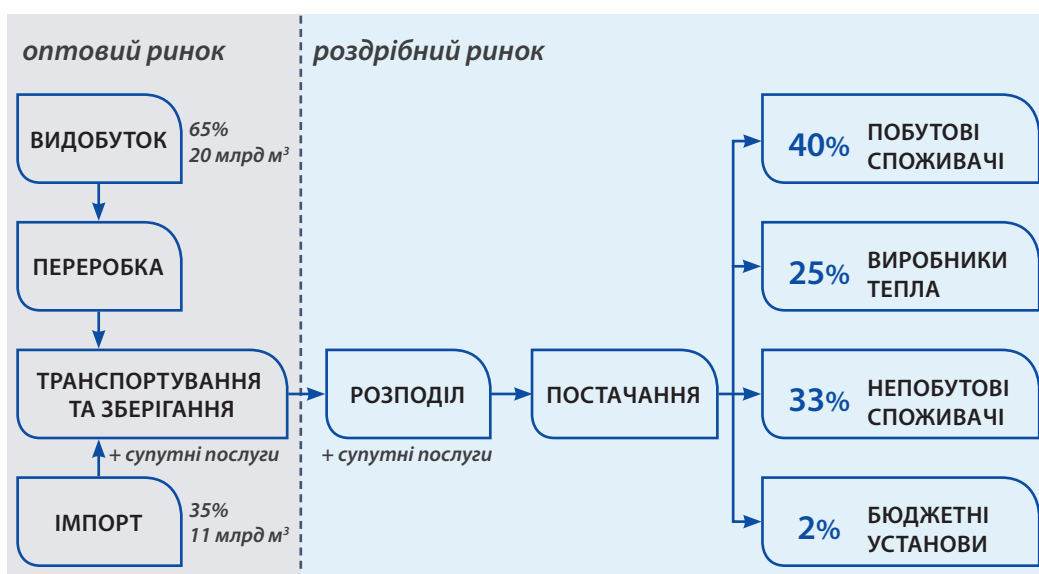 оптовий ринок
роздрібний ринок
ВИДОБУТОК
65%
20 млрд м³
ПЕРЕРОБКА
ТРАНСПОРТУВАННЯ
ТА ЗБЕРІГАННЯ
+ супутні послуги
ІМПОРТ
35%
11 млрд м³
РОЗПОДІЛ
+ супутні послуги
ПОСТАЧАННЯ
40% ПОБУТОВІ
СПОЖИВАЧІ
25% ВИРОБНИКИ
ТЕПЛА
33% НЕПОБУТОВІ
СПОЖИВАЧІ
2% БЮДЖЕТНІ
УСТАНОВИ